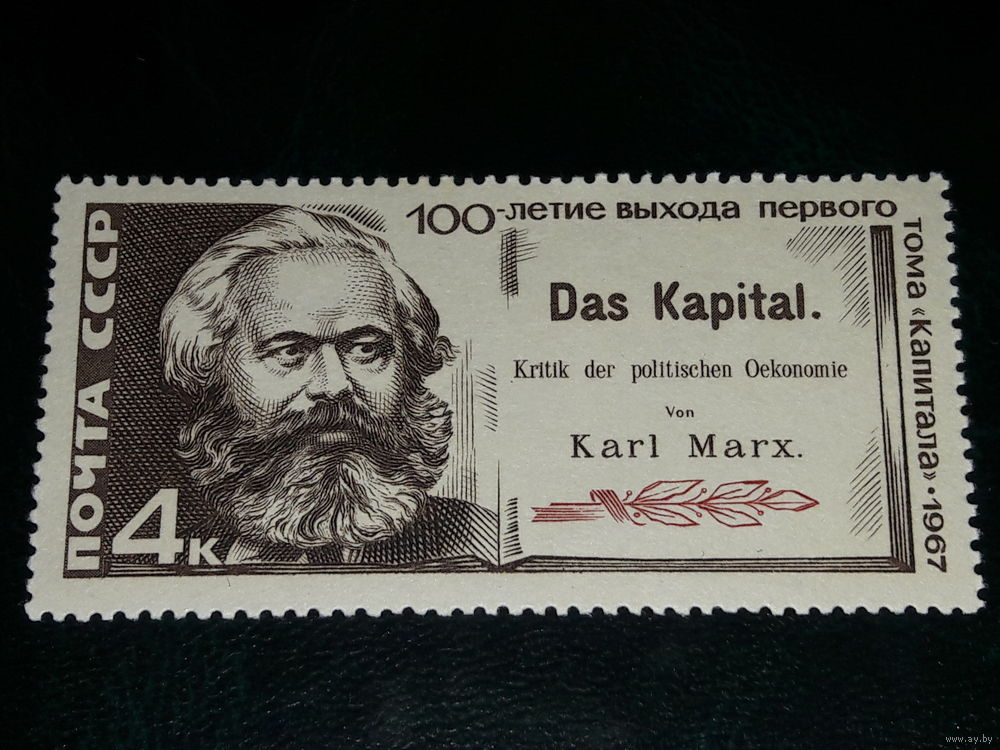 ПОЧТА СССР
4к
100-летие выхода первого
тома «Капитала»·1967
Das Kapital.
Kritik der politischen Oekonomie
Von
Karl Marx.
www.ay.by